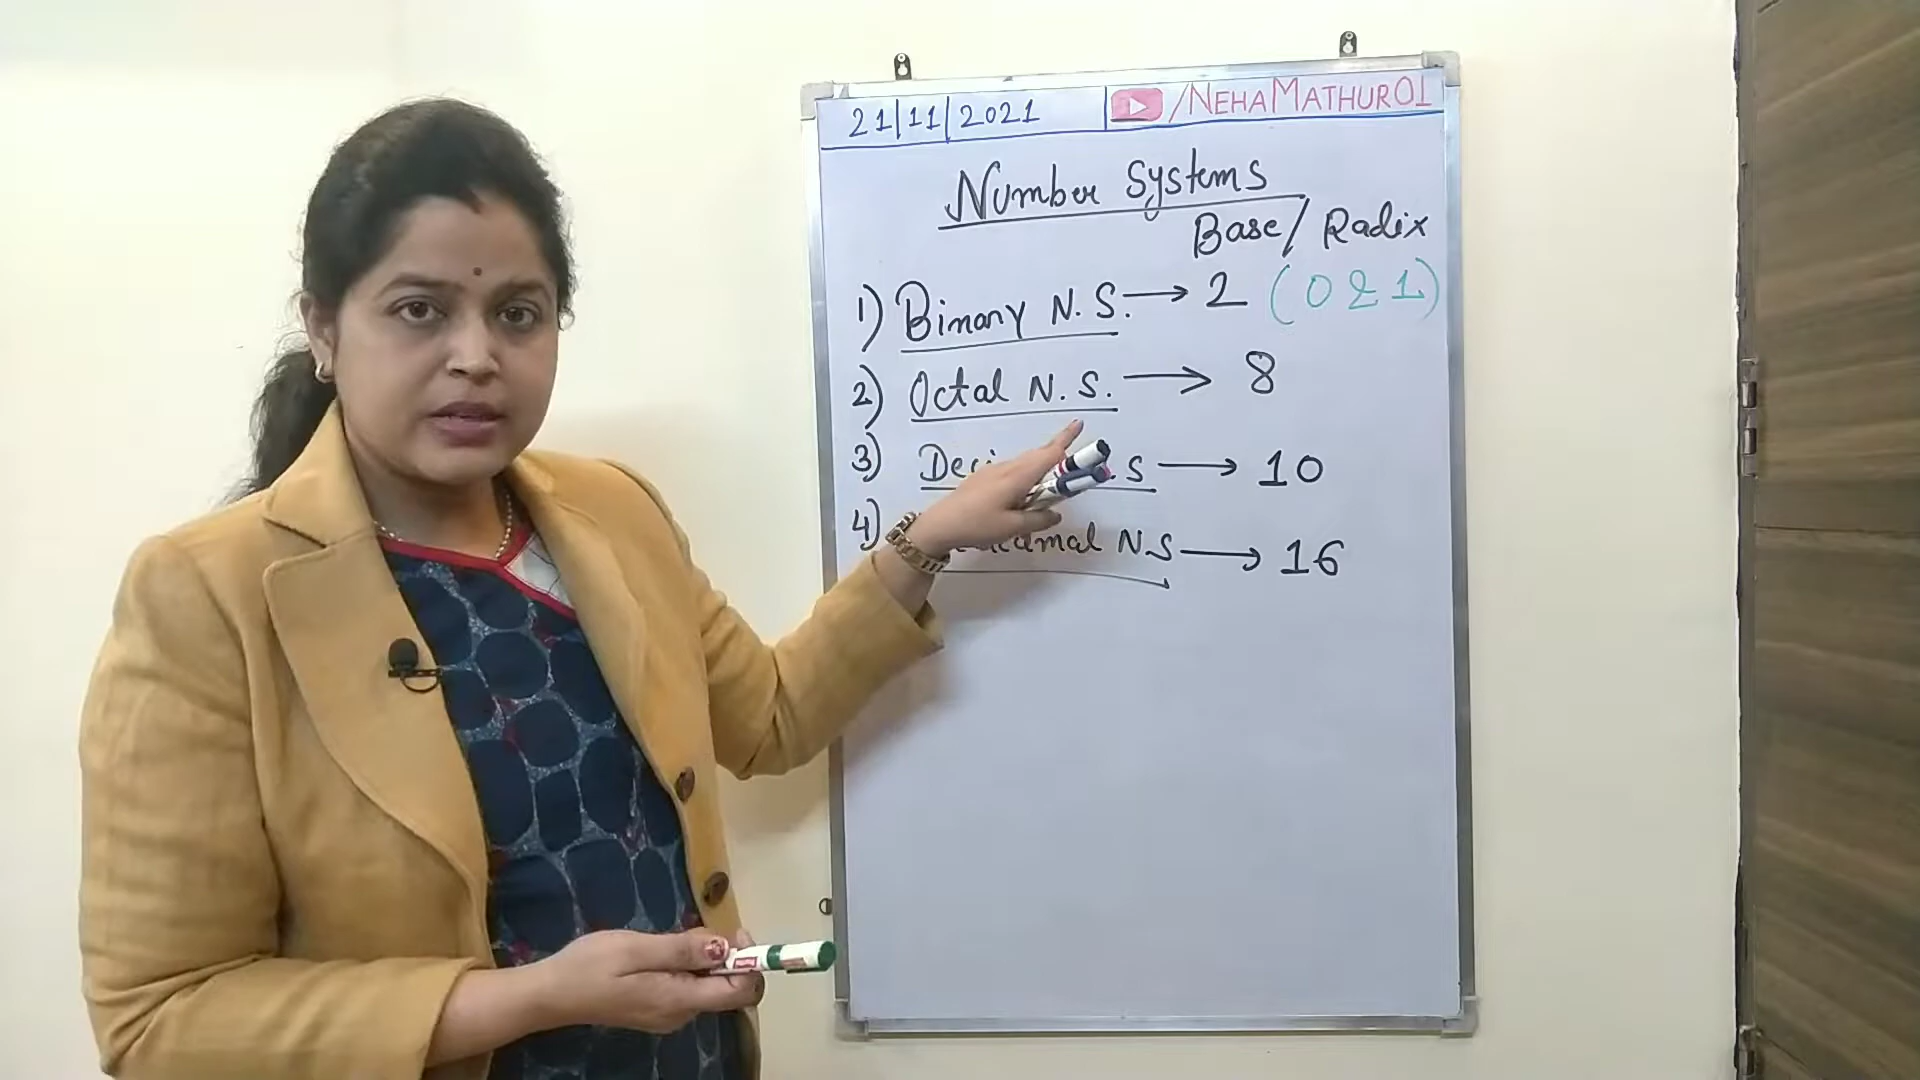 21/11/2021 /NEHAMATHUR01
Number Systems
Base/ Radix
1) Binary N.S. → 2 (0 & 1)
2) Octal N.S. → 8
3) N.S → 10
4) N.S → 16